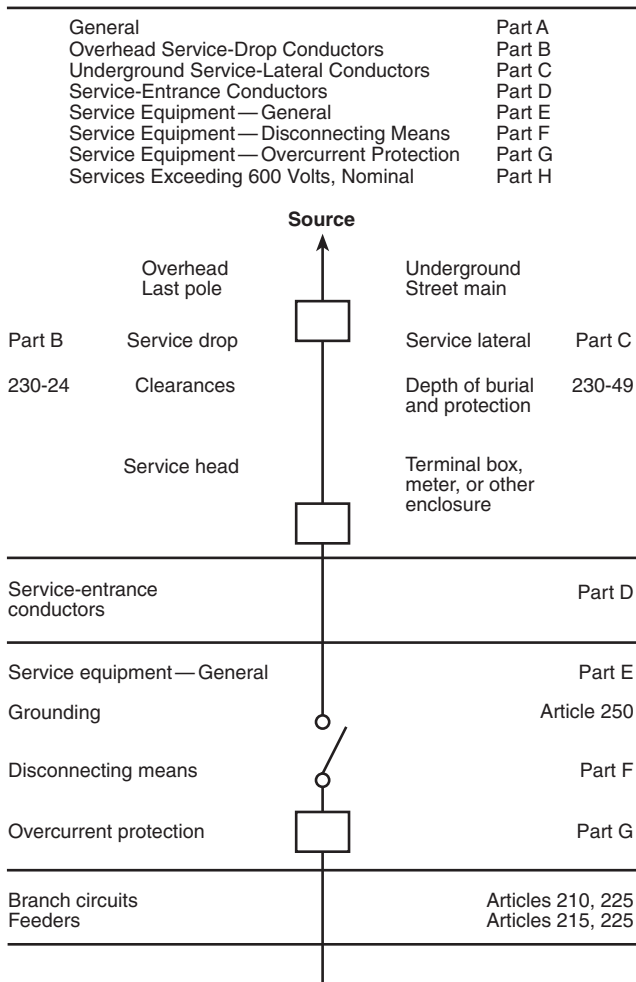 General Part A
Overhead Service-Drop Conductors Part B
Underground Service-Lateral Conductors Part C
Service-Entrance Conductors Part D
Service Equipment—General Part E
Service Equipment—Disconnecting Means Part F
Service Equipment—Overcurrent Protection Part G
Services Exceeding 600 Volts, Nominal Part H
Source
Overhead
Last pole
Underground
Street main
Part B Service drop Service lateral Part C
230-24 Clearances
Depth of burial 230-49
and protection
Service head
Terminal box,
meter, or other
enclosure
Service-entrance
conductors
Part D
Service equipment—General Part E
Grounding Article 250
Disconnecting means Part F
Overcurrent protection Part G
Branch circuits Articles 210, 225
Feeders Articles 215, 225